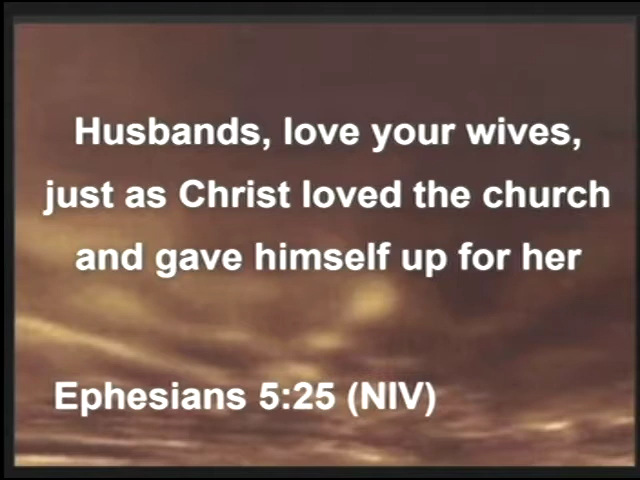 Husbands, love your wives,
just as Christ loved the church
and gave himself up for her
Ephesians 5:25 (NIV)